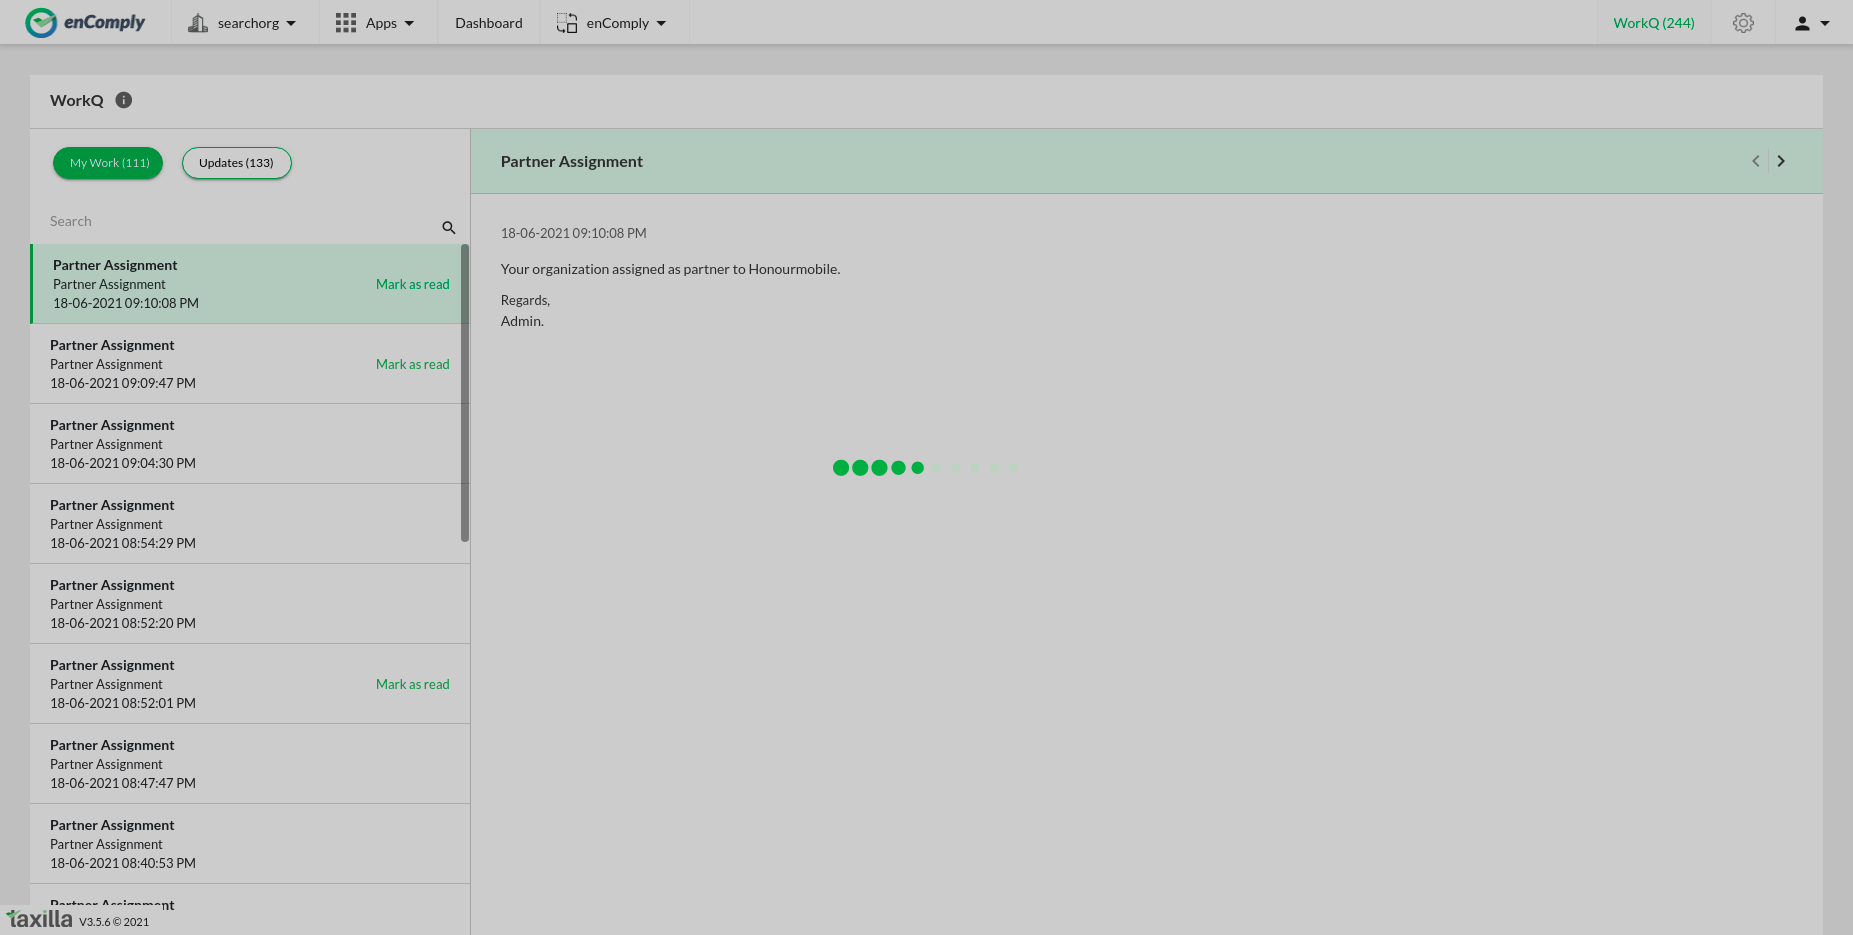 enComply
searchorg
Apps
Dashboard
enComply
WorkQ (244)
WorkQ
My Work (111)
Updates (133)
Search
Partner Assignment
Partner Assignment
Mark as read
18-06-2021 09:10:08 PM
Partner Assignment
Partner Assignment
Mark as read
18-06-2021 09:09:47 PM
Partner Assignment
Partner Assignment
18-06-2021 09:04:30 PM
Partner Assignment
Partner Assignment
18-06-2021 08:54:29 PM
Partner Assignment
Partner Assignment
18-06-2021 08:52:20 PM
Partner Assignment
Partner Assignment
Mark as read
18-06-2021 08:52:01 PM
Partner Assignment
Partner Assignment
18-06-2021 08:47:47 PM
Partner Assignment
Partner Assignment
18-06-2021 08:40:53 PM
Partner Assignment
Partner Assignment
18-06-2021 09:10:08 PM
Your organization assigned as partner to Honourmobile.
Regards,
Admin.
taxilla V3.5.6 © 2021